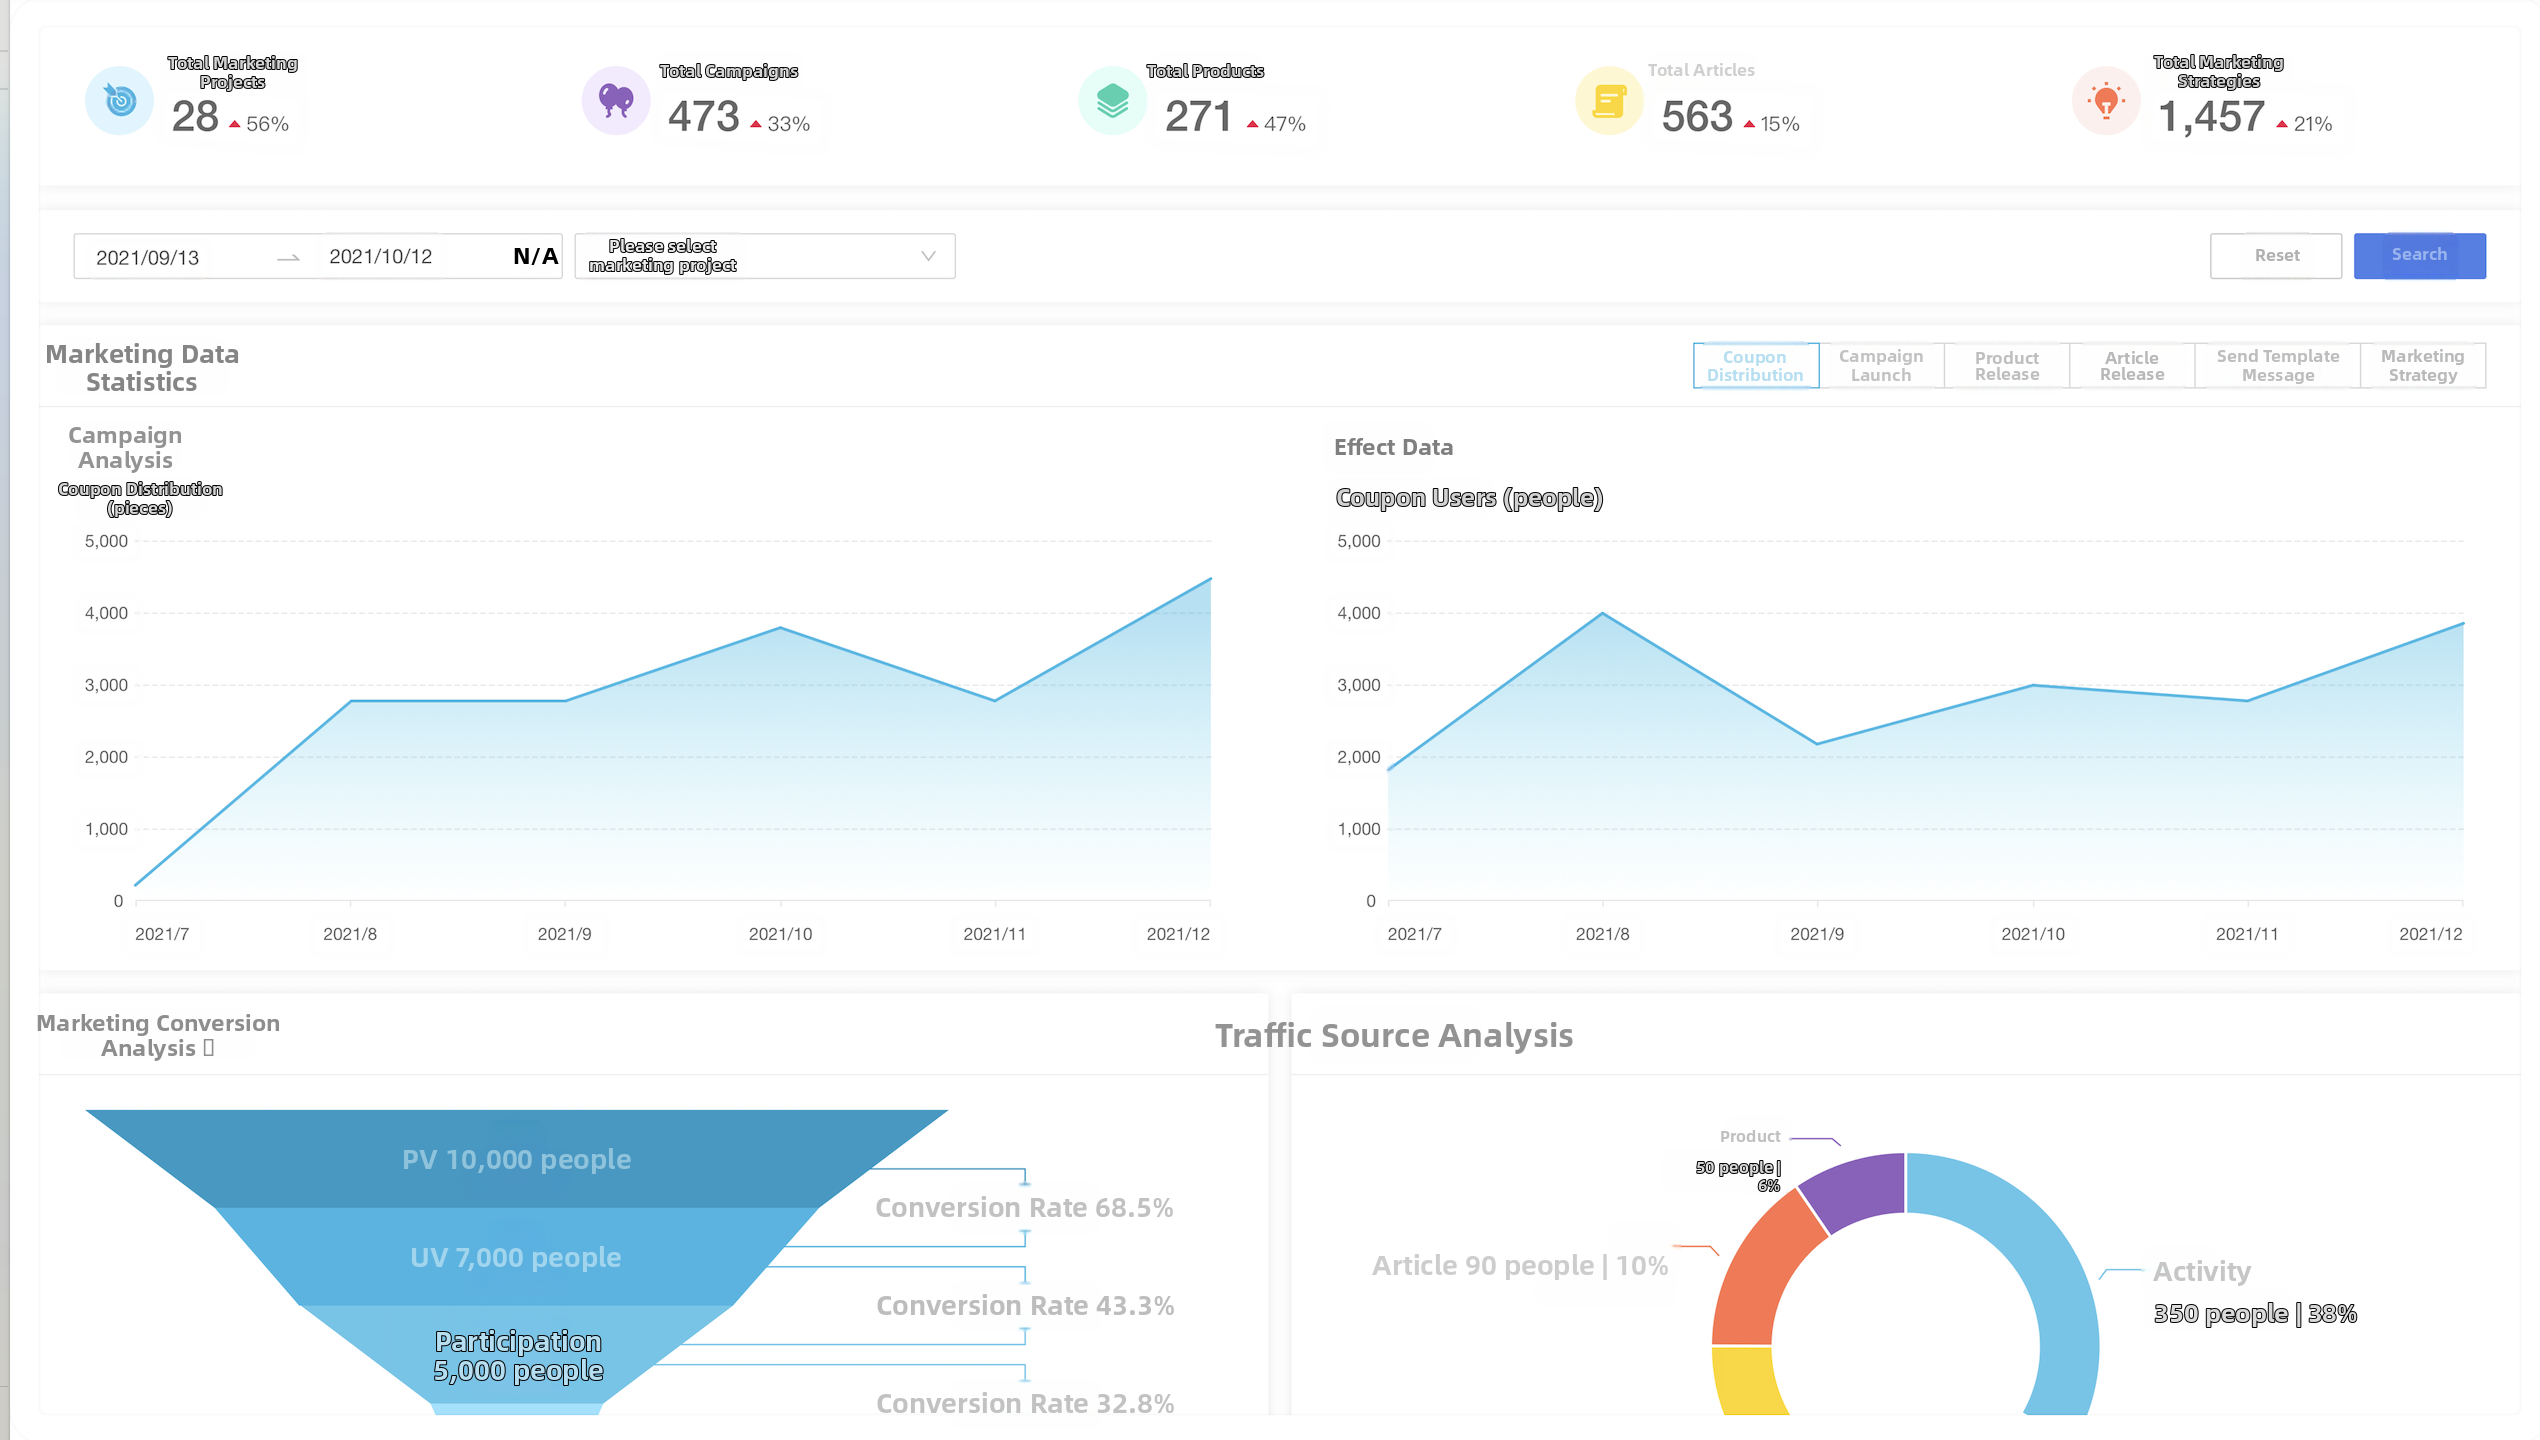 Total Marketing
Projects
28 56%
Total Campaigns
473 33%
Total Products
271 47%
Total Articles
563 15%
Total Marketing
Strategies
1,457 21%
2021/09/13
2021/10/12
N/A
Please select
marketing project
Reset
Search
Marketing Data
Statistics
Coupon
Distribution
Campaign
Launch
Product
Release
Article
Release
Send Template
Message
Marketing
Strategy
Campaign
Analysis
Coupon Distribution
(pieces)
5,000
4,000
3,000
2,000
1,000
0
2021/7
2021/8
2021/9
2021/10
2021/11
2021/12
Effect Data
Coupon Users (people)
5,000
4,000
3,000
2,000
1,000
0
2021/7
2021/8
2021/9
2021/10
2021/11
2021/12
Marketing Conversion
Analysis
PV 10,000 people
Conversion Rate 68.5%
UV 7,000 people
Conversion Rate 43.3%
Participation
5,000 people
Conversion Rate 32.8%
Traffic Source Analysis
Product
50 people |
6%
Article 90 people | 10%
Activity
350 people | 38%